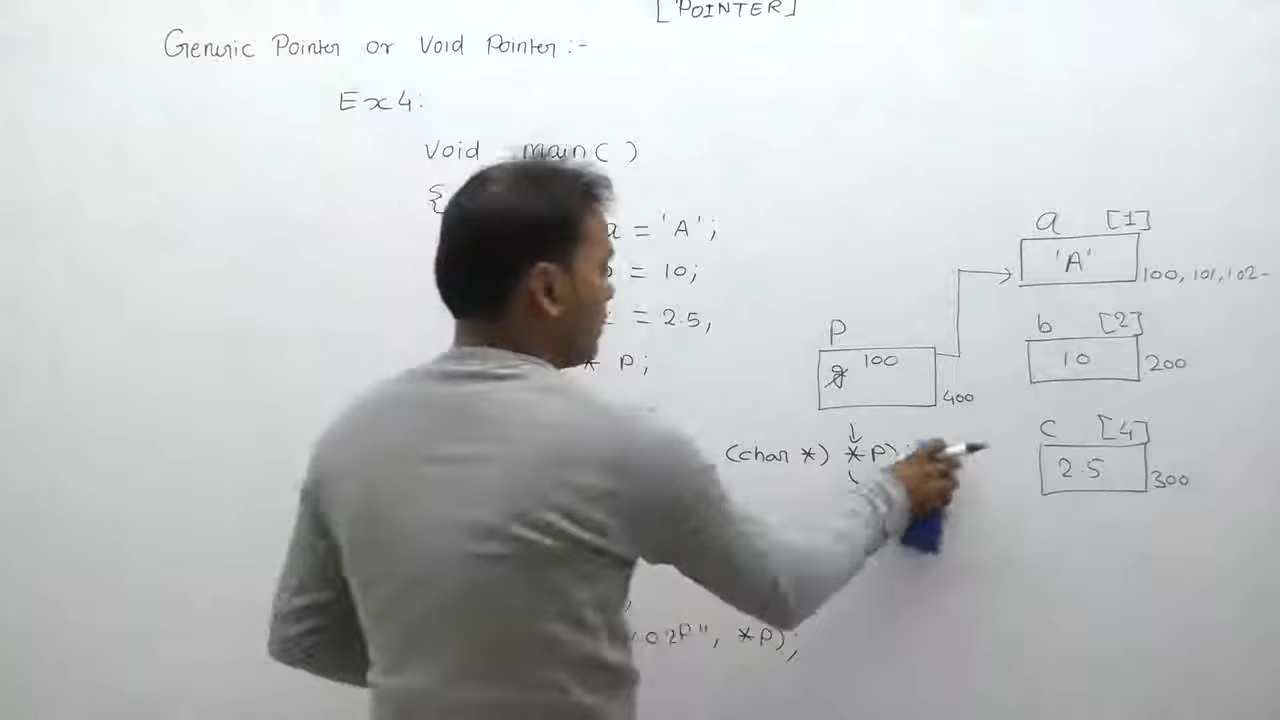 [POINTER]
Generic Pointer or Void Pointer :-
Ex4:
Void main( )
{
a = 'A';
= 10;
= 2.5,
* P;
(char *) *P);
02P", *P);
P
100
400
a [1]
'A'
100, 101, 102-
b [2]
10
200
c [4]
2.5
300